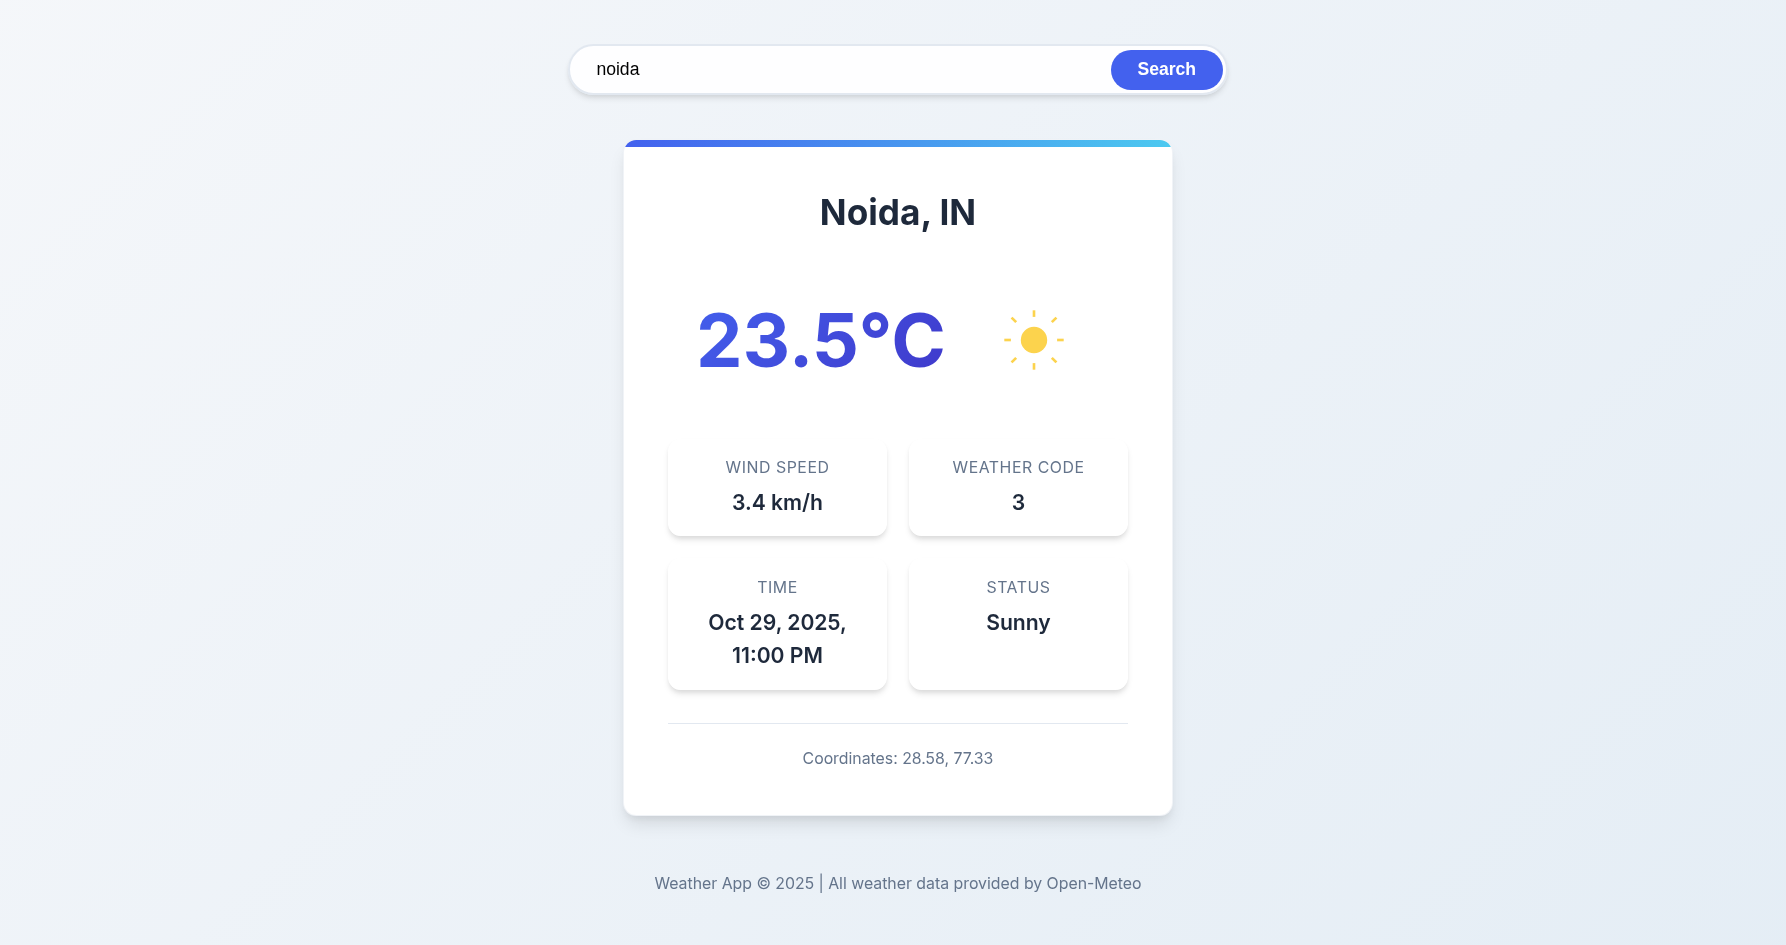 noida
Search
Noida, IN
23.5°C
WIND SPEED
3.4 km/h
WEATHER CODE
3
TIME
Oct 29, 2025,
11:00 PM
STATUS
Sunny
Coordinates: 28.58, 77.33
Weather App © 2025 | All weather data provided by Open-Meteo